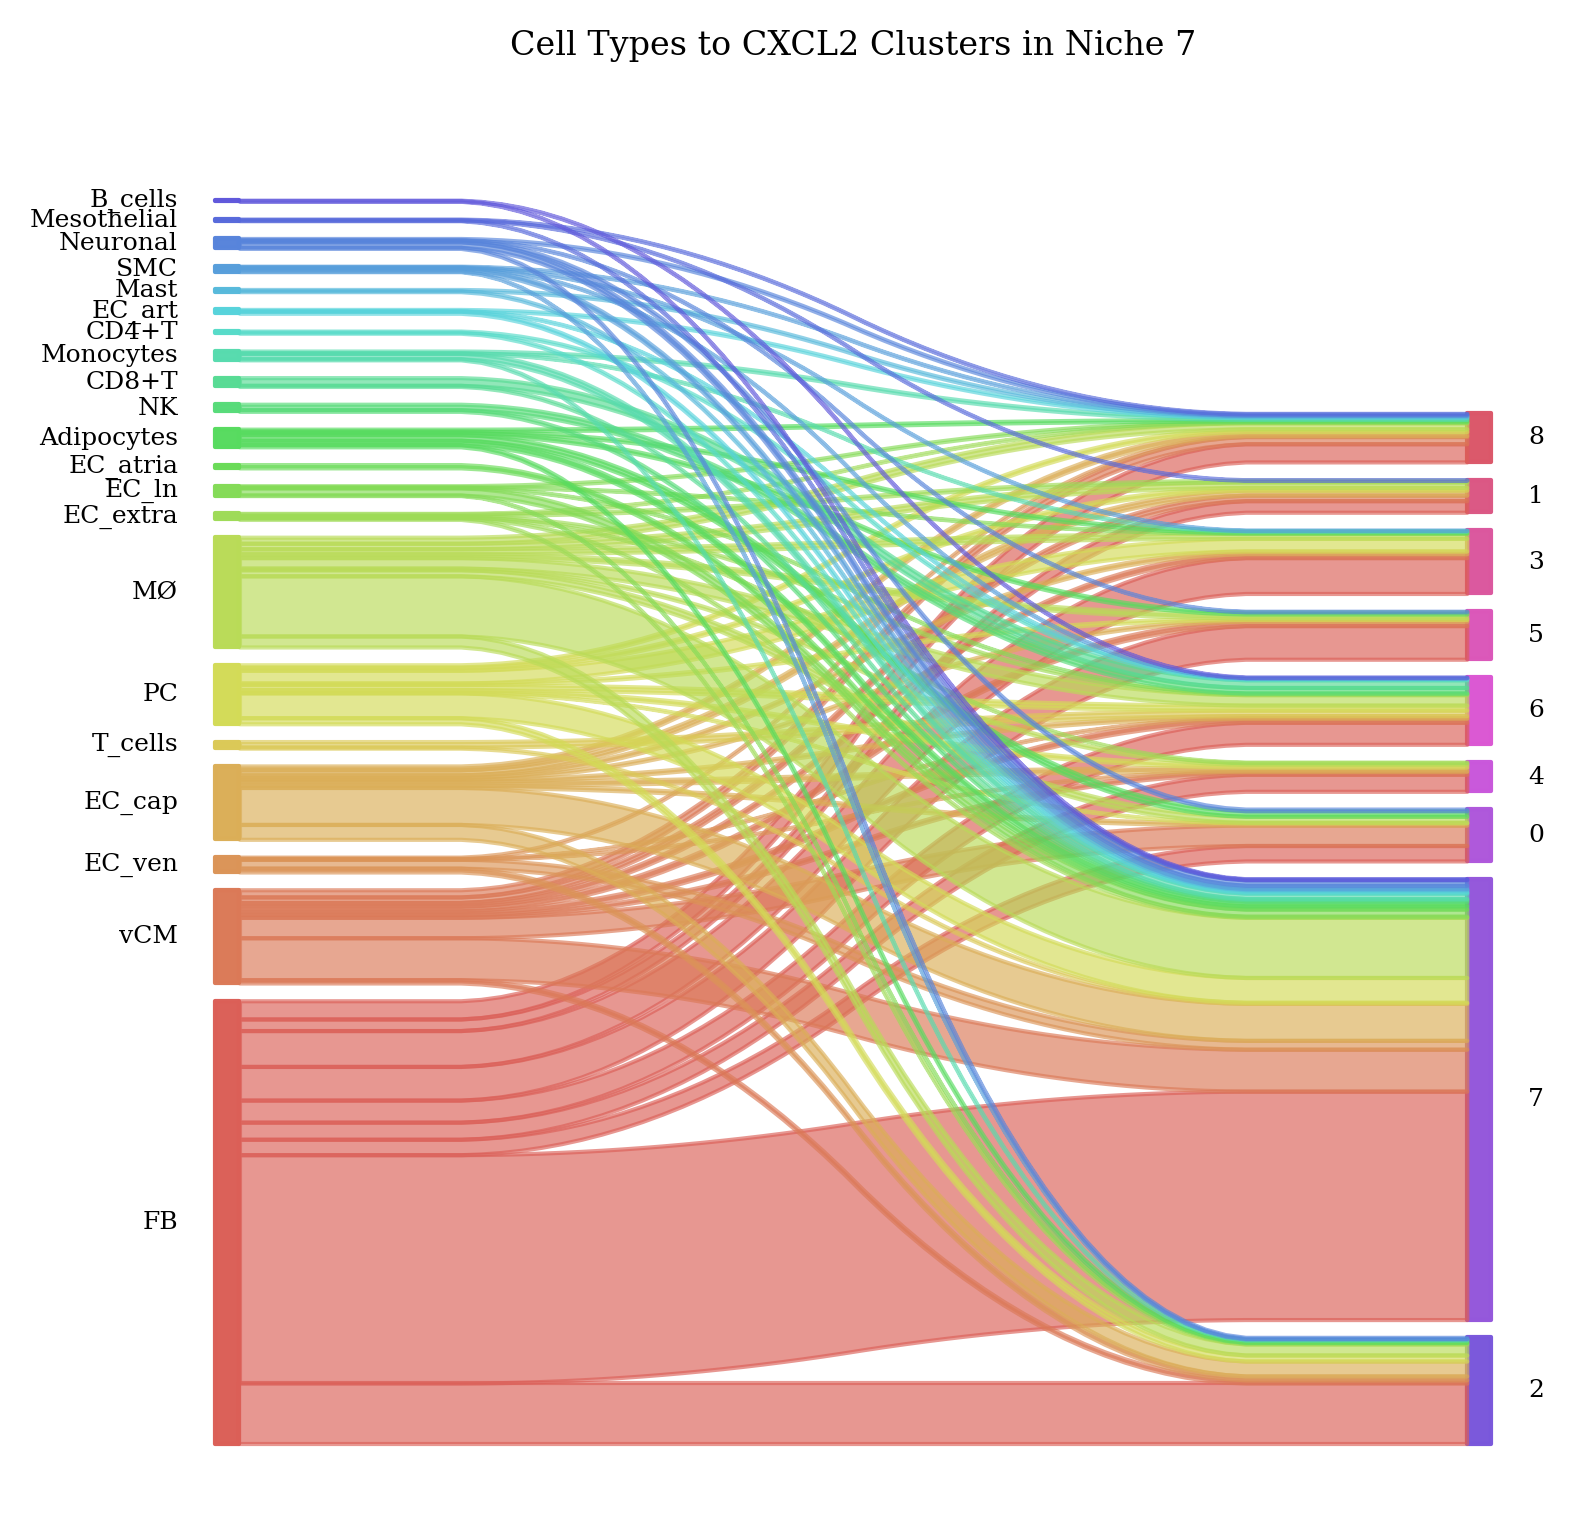 Cell Types to CXCL2 Clusters in Niche 7
B_cells
Mesothelial
Neuronal
SMC
Mast
EC_art
CD4+T
Monocytes
CD8+T
NK
Adipocytes
EC_atria
EC_ln
EC_extra
MØ
PC
T_cells
EC_cap
EC_ven
vCM
FB
8
1
3
5
6
4
0
7
2